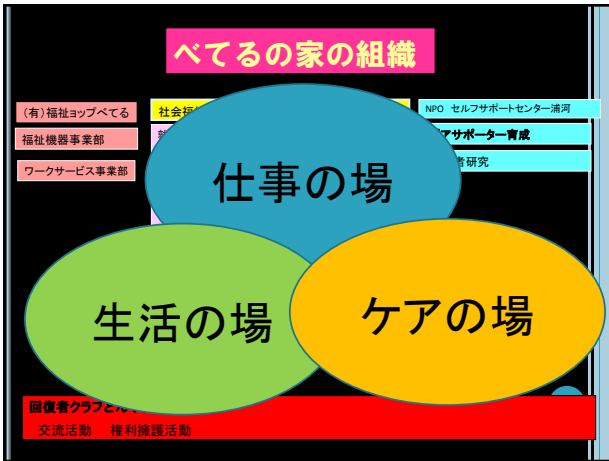 べてるの家の組織
(有)福祉ョップべてる
社会福
NPO セルフサポートセンター浦河
福祉機器事業部
アサポーター育成
者研究
ワークサービス事業部
仕事の場
生活の場
ケアの場
回復者クラブどんぐ
交流活動 権利擁護活動